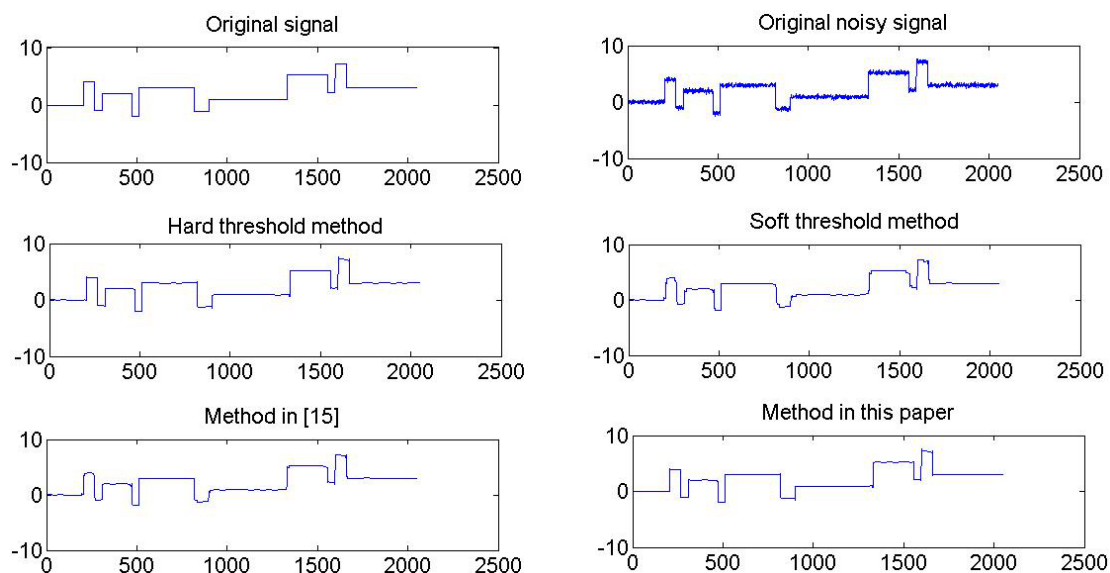 Original signal
10
0
-10
0 500 1000 1500 2000 2500
Original noisy signal
10
0
-10
0 500 1000 1500 2000 2500
Hard threshold method
10
0
-10
0 500 1000 1500 2000 2500
Soft threshold method
10
0
-10
0 500 1000 1500 2000 2500
Method in [15]
10
0
-10
0 500 1000 1500 2000 2500
Method in this paper
10
0
-10
0 500 1000 1500 2000 2500